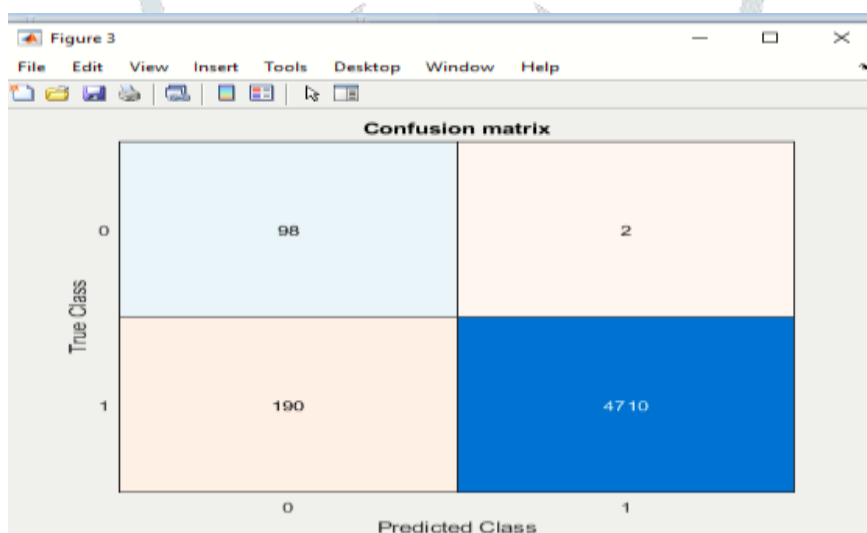 Figure 3
File Edit View Insert Tools Desktop Window Help
Confusion matrix
0 98 2
True Class
1 190 4710
0 1
Predicted Class